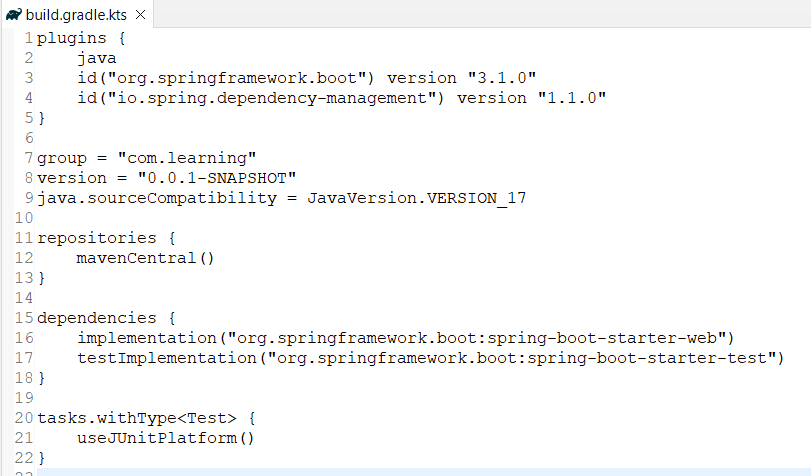 build.gradle.kts
1 plugins {
2     java
3     id("org.springframework.boot") version "3.1.0"
4     id("io.spring.dependency-management") version "1.1.0"
5 }
6
7 group = "com.learning"
8 version = "0.0.1-SNAPSHOT"
9 java.sourceCompatibility = JavaVersion.VERSION_17
10
11 repositories {
12     mavenCentral()
13 }
14
15 dependencies {
16     implementation("org.springframework.boot:spring-boot-starter-web")
17     testImplementation("org.springframework.boot:spring-boot-starter-test")
18 }
19
20 tasks.withType<Test> {
21     useJUnitPlatform()
22 }